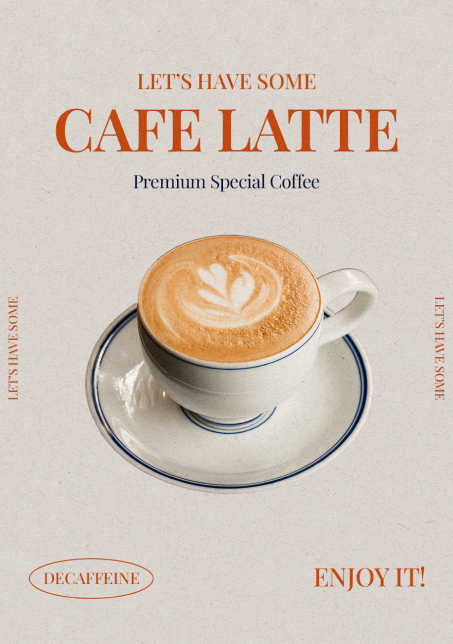 LET'S HAVE SOME
CAFE LATTE
Premium Special Coffee
LET'S HAVE SOME
LET'S HAVE SOME
DECAFFEINE
ENJOY IT!